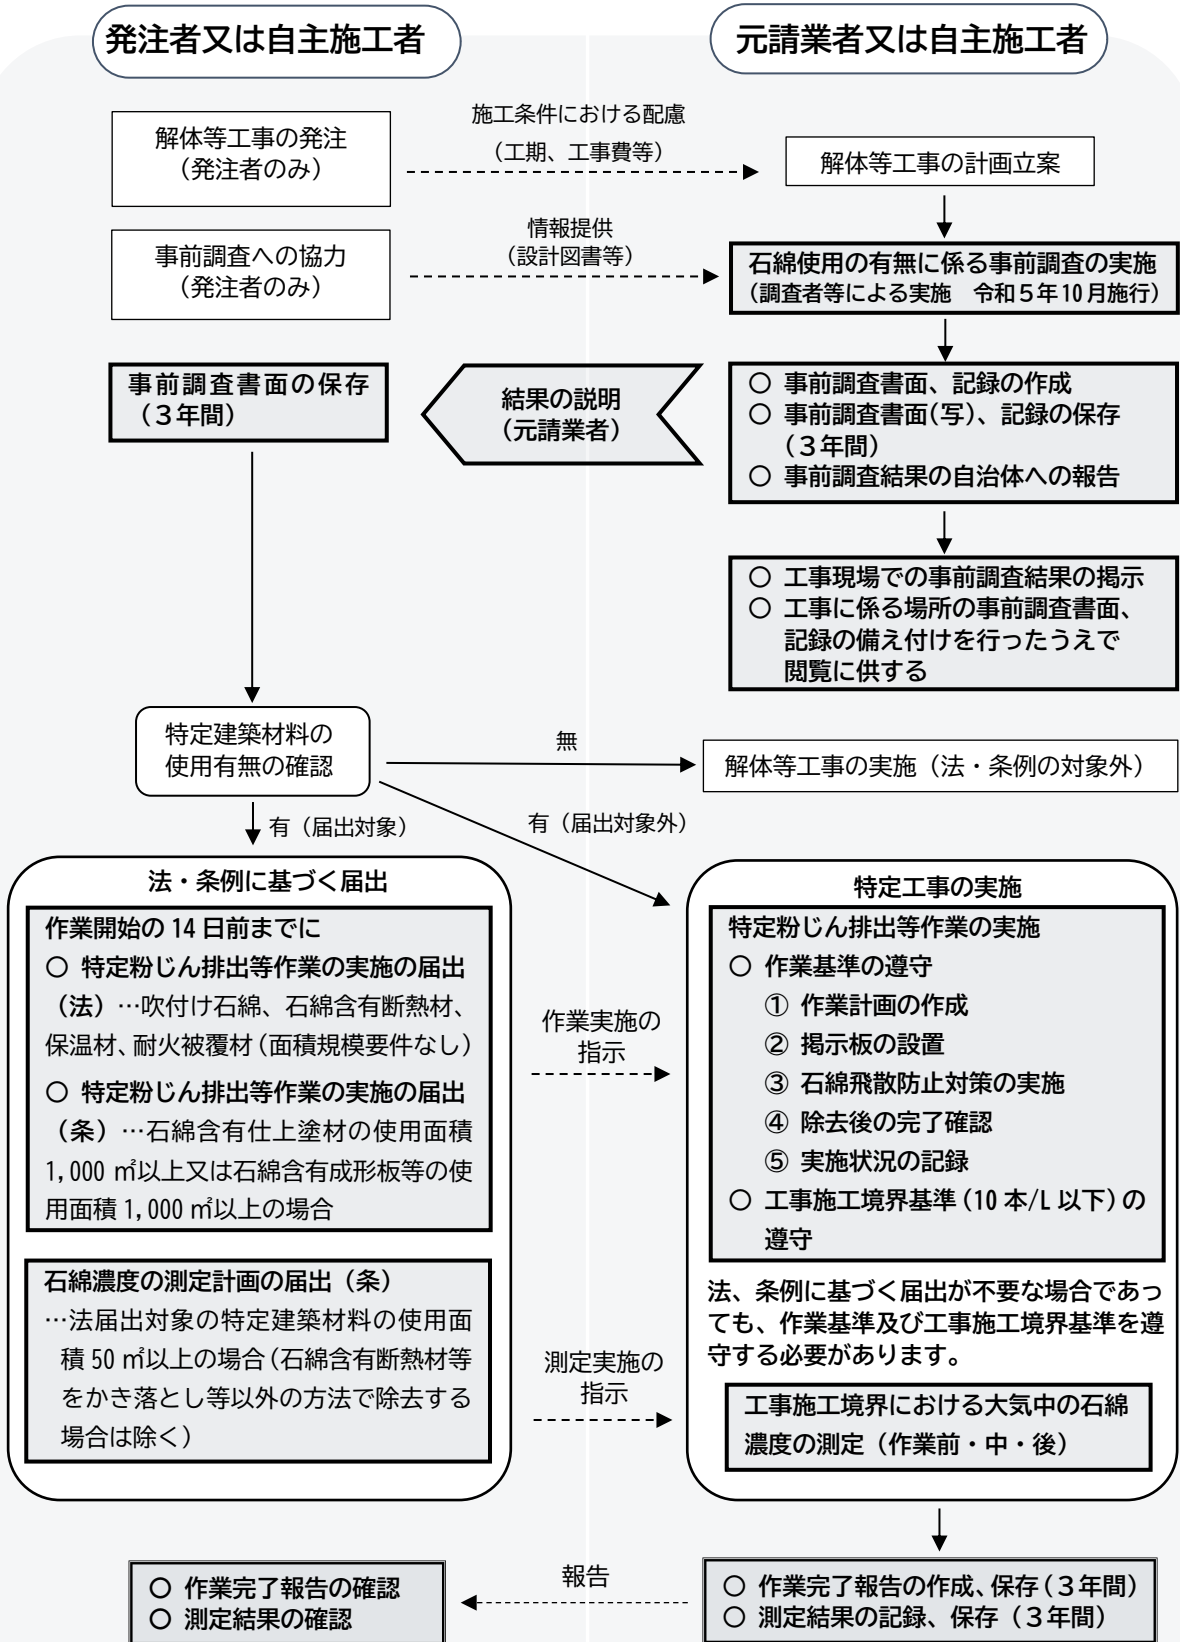 発注者又は自主施工者
元請業者又は自主施工者
解体等工事の発注
(発注者のみ)
施工条件における配慮
(工期、工事費等)
解体等工事の計画立案
事前調査への協力
(発注者のみ)
情報提供
(設計図書等)
石綿使用の有無に係る事前調査の実施
(調査者等による実施　令和5年10月施行)
事前調査書面の保存
(3年間)
結果の説明
(元請業者)
○ 事前調査書面、記録の作成
○ 事前調査書面(写)、記録の保存
(3年間)
○ 事前調査結果の自治体への報告
○ 工事現場での事前調査結果の掲示
○ 工事に係る場所の事前調査書面、
記録の備え付けを行ったうえで
閲覧に供する
特定建築材料の
使用有無の確認
無
解体等工事の実施(法・条例の対象外)
有(届出対象)
有(届出対象外)
法・条例に基づく届出
作業開始の14日前までに
○ 特定粉じん排出等作業の実施の届出
(法)…吹付け石綿、石綿含有断熱材、
保温材、耐火被覆材(面積規模要件なし)
○ 特定粉じん排出等作業の実施の届出
(条)…石綿含有仕上塗材の使用面積
1,000㎡以上又は石綿含有成形板等の使
用面積1,000㎡以上の場合
石綿濃度の測定計画の届出(条)
…法届出対象の特定建築材料の使用面
積50㎡以上の場合(石綿含有断熱材等
をかき落とし等以外の方法で除去する
場合は除く)
作業実施の
指示
測定実施の
指示
特定工事の実施
特定粉じん排出等作業の実施
○ 作業基準の遵守
① 作業計画の作成
② 掲示板の設置
③ 石綿飛散防止対策の実施
④ 除去後の完了確認
⑤ 実施状況の記録
○ 工事施工境界基準(10本/L以下)の
遵守
法、条例に基づく届出が不要な場合であっ
ても、作業基準及び工事施工境界基準を遵
守する必要があります。
工事施工境界における大気中の石綿
濃度の測定(作業前・中・後)
○ 作業完了報告の確認
○ 測定結果の確認
報告
○ 作業完了報告の作成、保存(3年間)
○ 測定結果の記録、保存(3年間)